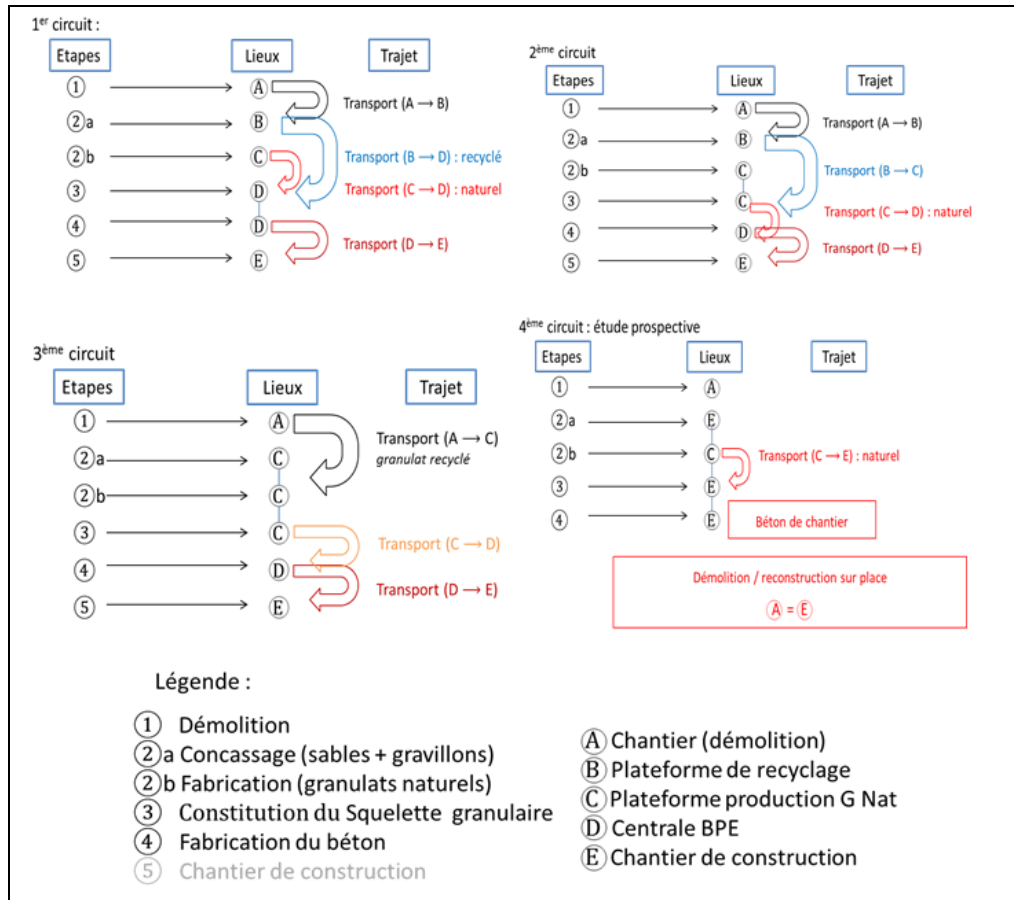 1er circuit :
Etapes Lieux Trajet
1 A
Transport (A → B)
2a B
2b C Transport (B → D) : recyclé
3 D Transport (C → D) : naturel
4 D
Transport (D → E)
5 E
2ème circuit
Etapes Lieux Trajet
1 A
Transport (A → B)
2a B
2b C Transport (B → C)
3 C
Transport (C → D) : naturel
4 D
Transport (D → E)
5 E
3ème circuit
Etapes Lieux Trajet
1 A
Transport (A → C)
granulat recyclé
2a C
2b C
3 C
Transport (C → D)
4 D
Transport (D → E)
5 E
4ème circuit : étude prospective
Etapes Lieux Trajet
1 A
2a E
2b C Transport (C → E) : naturel
3 E
4 E Béton de chantier
Démolition / reconstruction sur place
A = E
Légende :
1 Démolition
2a Concassage (sables + gravillons)
2b Fabrication (granulats naturels)
3 Constitution du Squelette granulaire
4 Fabrication du béton
5 Chantier de construction
A Chantier (démolition)
B Plateforme de recyclage
C Plateforme production G Nat
D Centrale BPE
E Chantier de construction